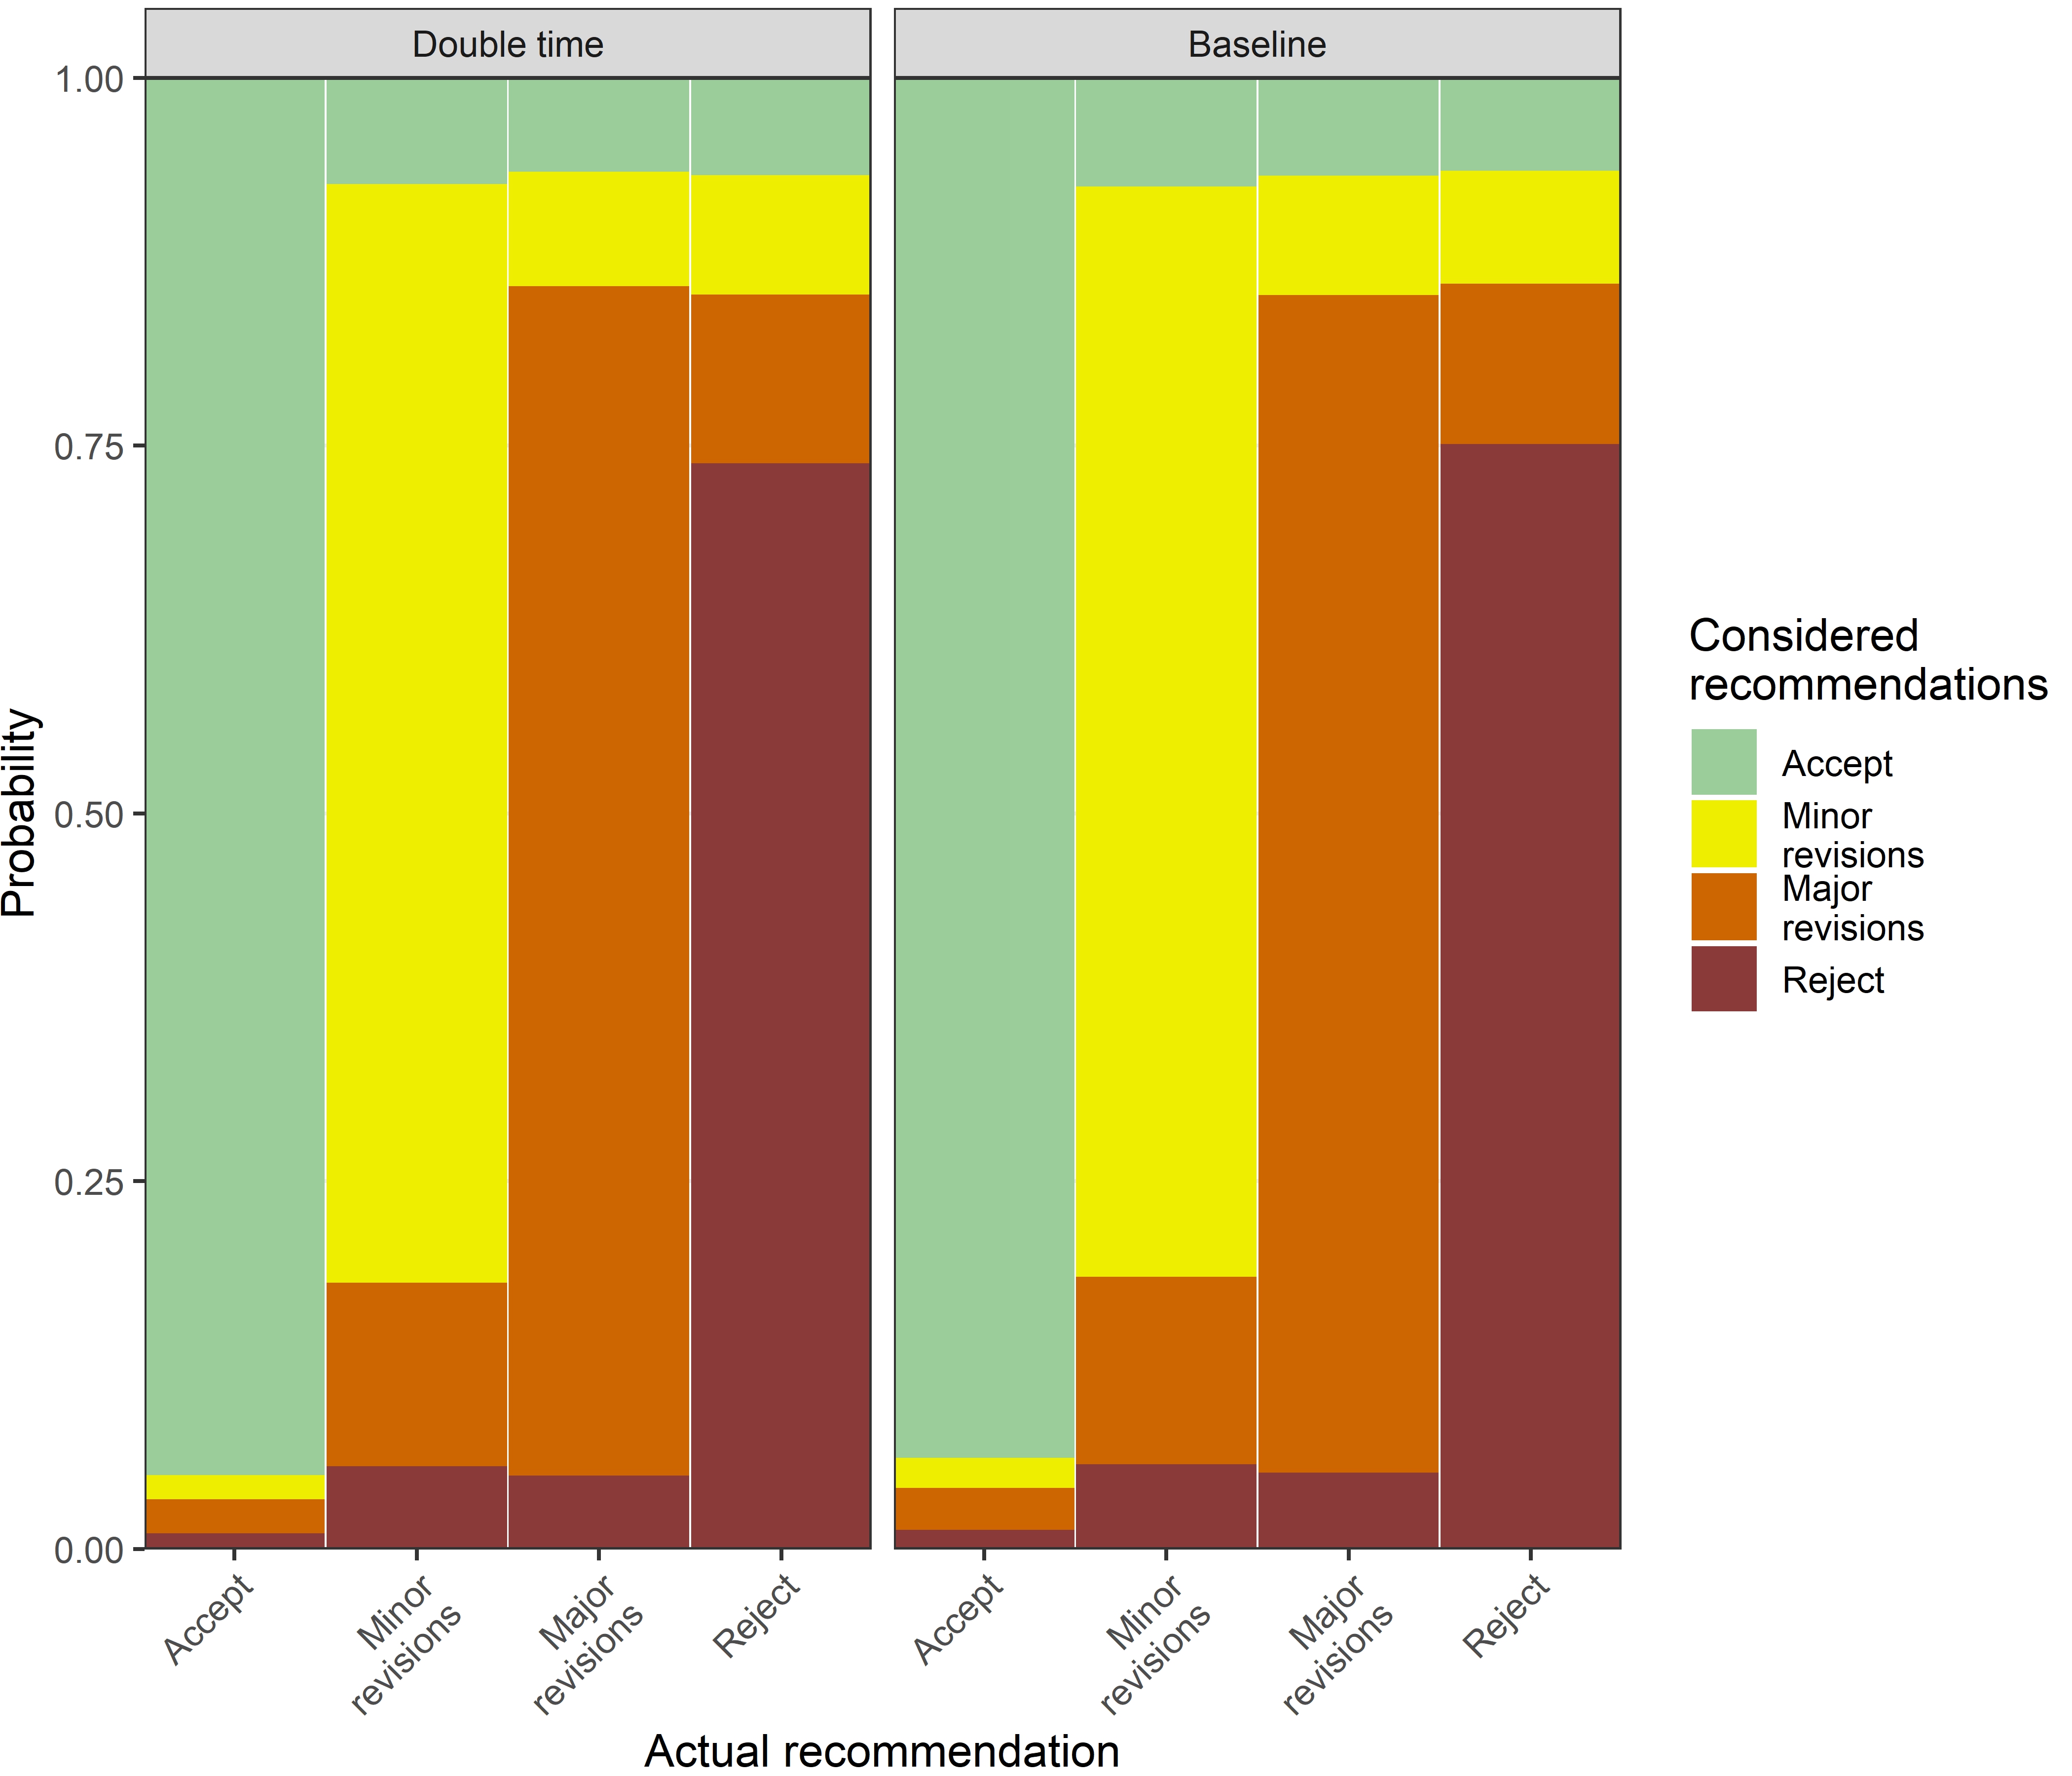 Double time
Baseline
1.00
0.75
0.50
0.25
0.00
Probability
Accept
Minor
revisions
Major
revisions
Reject
Accept
Minor
revisions
Major
revisions
Reject
Actual recommendation
Considered
recommendations
Accept
Minor
revisions
Major
revisions
Reject